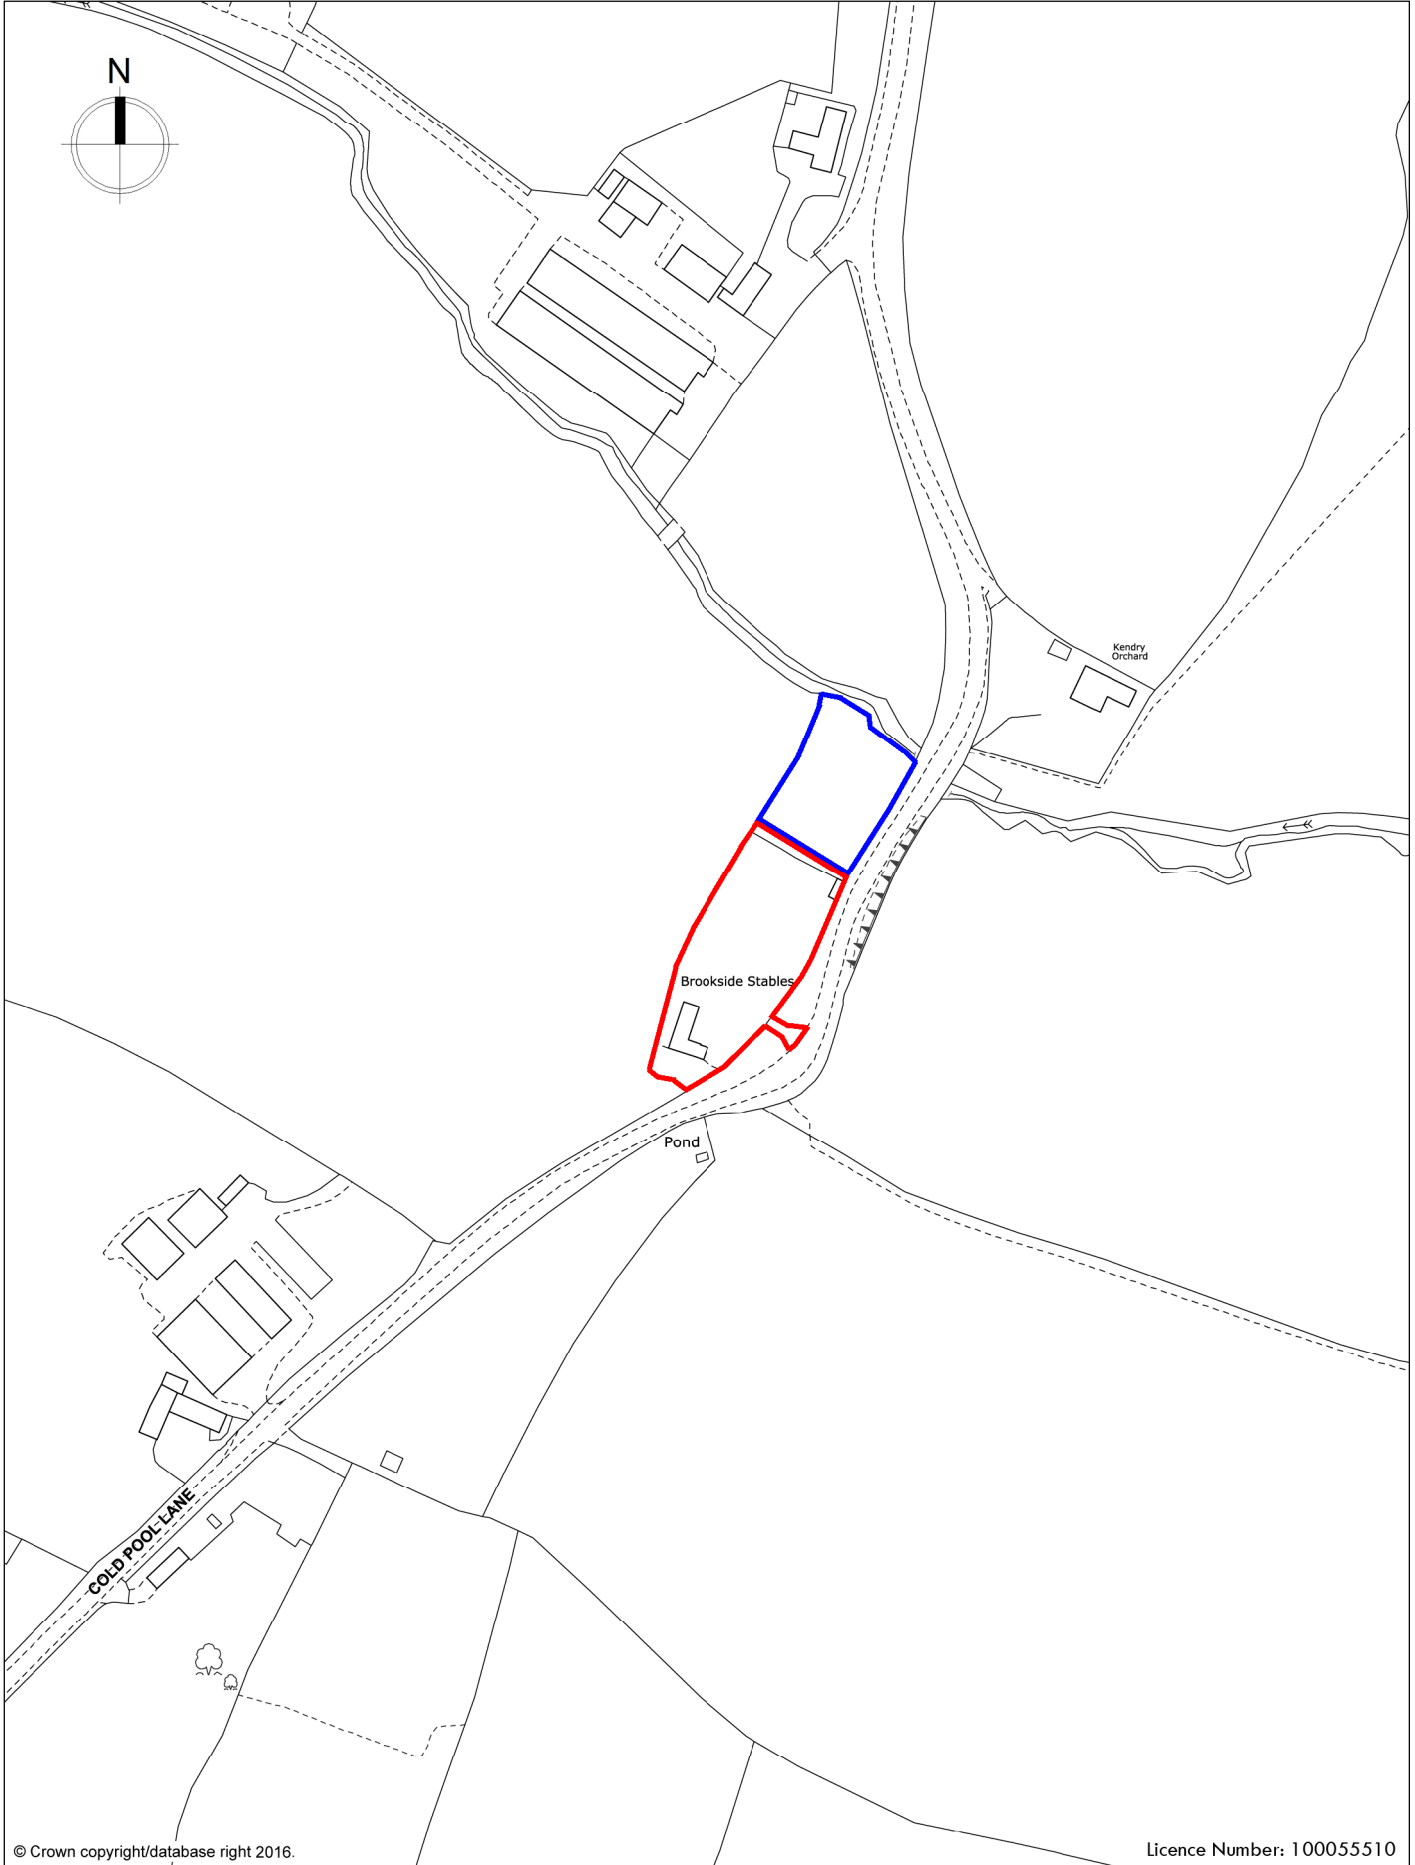 N
Kendry
Orchard
Brookside Stables
Pond
COLD POOL LANE
© Crown copyright/database right 2016.
Licence Number: 100055510